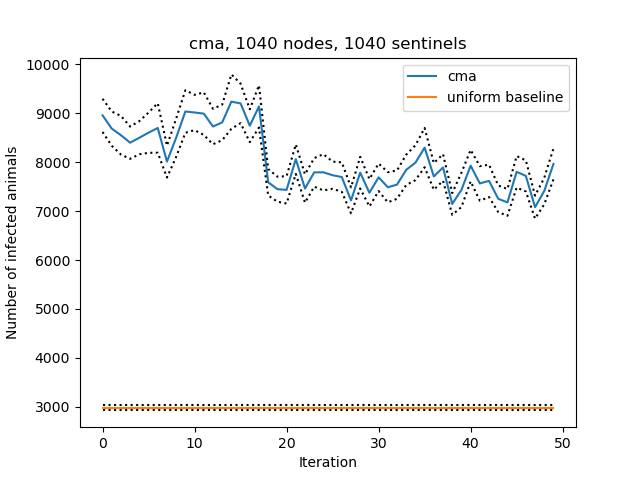 cma, 1040 nodes, 1040 sentinels
cma
uniform baseline
Number of infected animals
10000
9000
8000
7000
6000
5000
4000
3000
0 10 20 30 40 50
Iteration